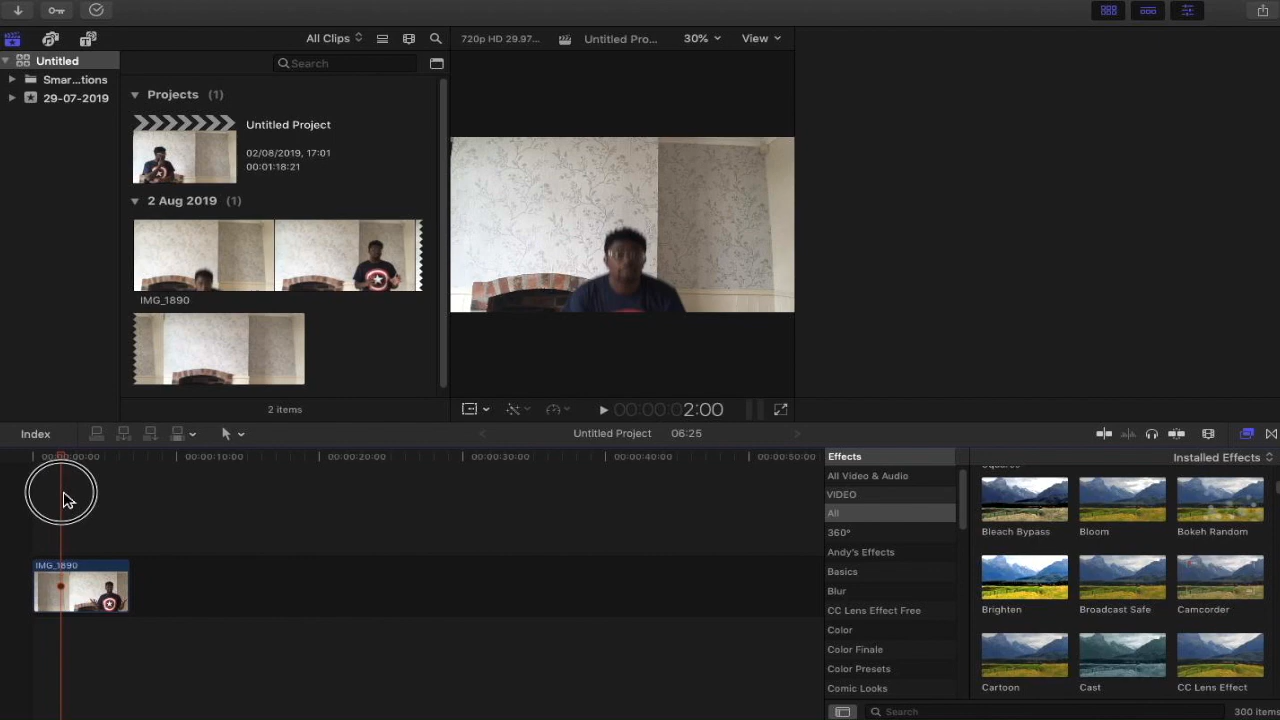 All Clips
720p HD 29.97...
Untitled Pro...
30%
View
Untitled
Search
Smar...tions
29-07-2019
Projects (1)
Untitled Project
02/08/2019, 17:01
00:01:18:21
2 Aug 2019 (1)
IMG_1890
2 items
00:00:00:02:00
Index
Untitled Project
06:25
00:00:00:00
00:00:10:00
00:00:20:00
00:00:30:00
00:00:40:00
00:00:50:00
Effects
Installed Effects
All Video & Audio
VIDEO
All
360°
Andy's Effects
Basics
Blur
CC Lens Effect Free
Color
Color Finale
Color Presets
Comic Looks
Bleach Bypass
Bloom
Bokeh Random
Brighten
Broadcast Safe
Camcorder
Cartoon
Cast
CC Lens Effect
IMG_1890
Search
300 items